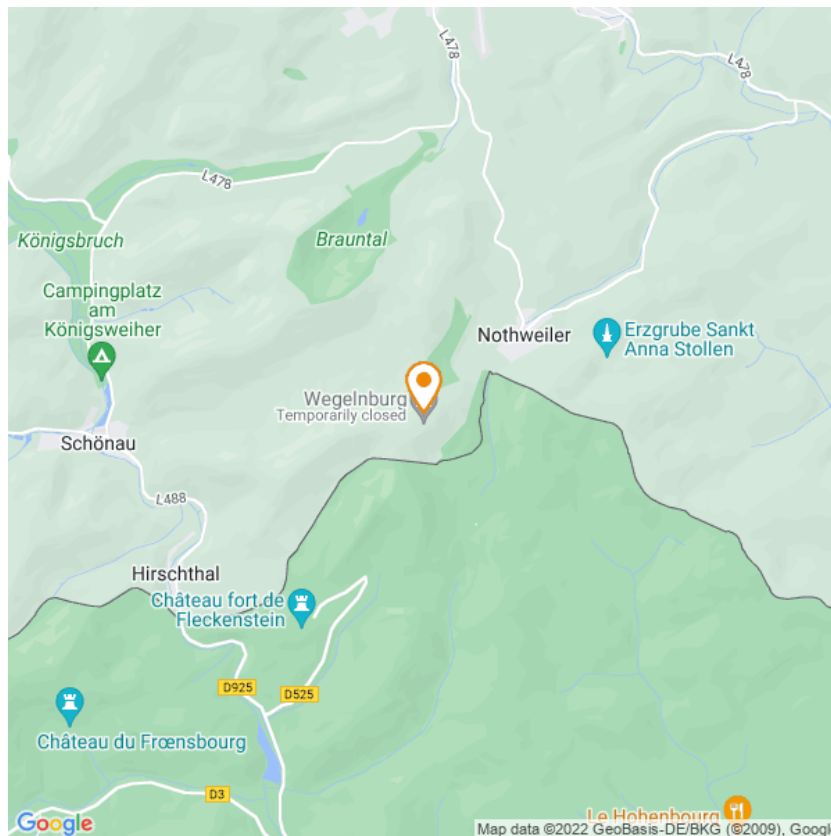 L478
L478
L478
Königsbruch
Brauntal
Campingplatz
am
Königsweiher
Nothweiler
Erzgrube Sankt
Anna Stollen
Wegelnburg
Temporarily closed
Schönau
L488
Hirschthal
Château fort de
Fleckenstein
D925
D525
Château du Frœnsbourg
D3
Le Hohenbourg
Google
Map data ©2022 GeoBasis-DE/BKG (©2009), Googl